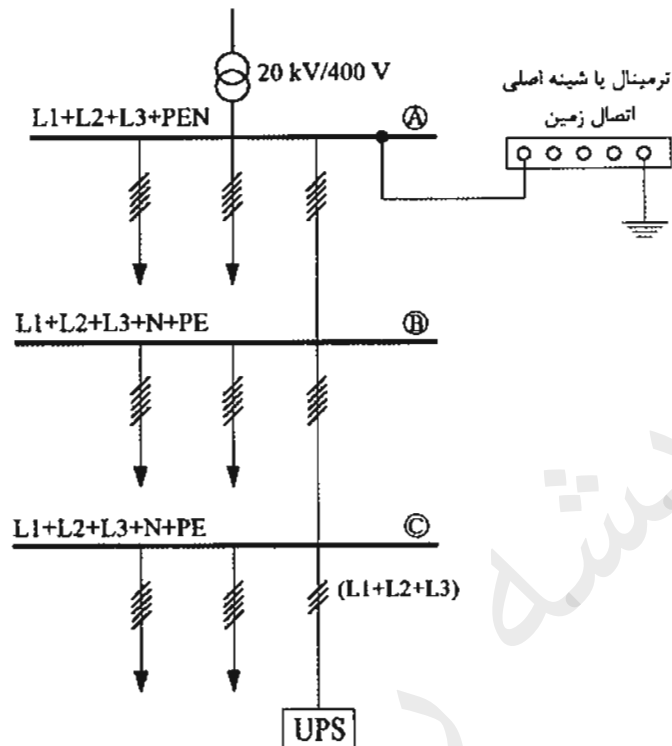 20 kV/400 V
ترمینال یا شینه اصلی
اتصال زمین
L1+L2+L3+PEN
A
L1+L2+L3+N+PE
B
L1+L2+L3+N+PE
C
(L1+L2+L3)
UPS